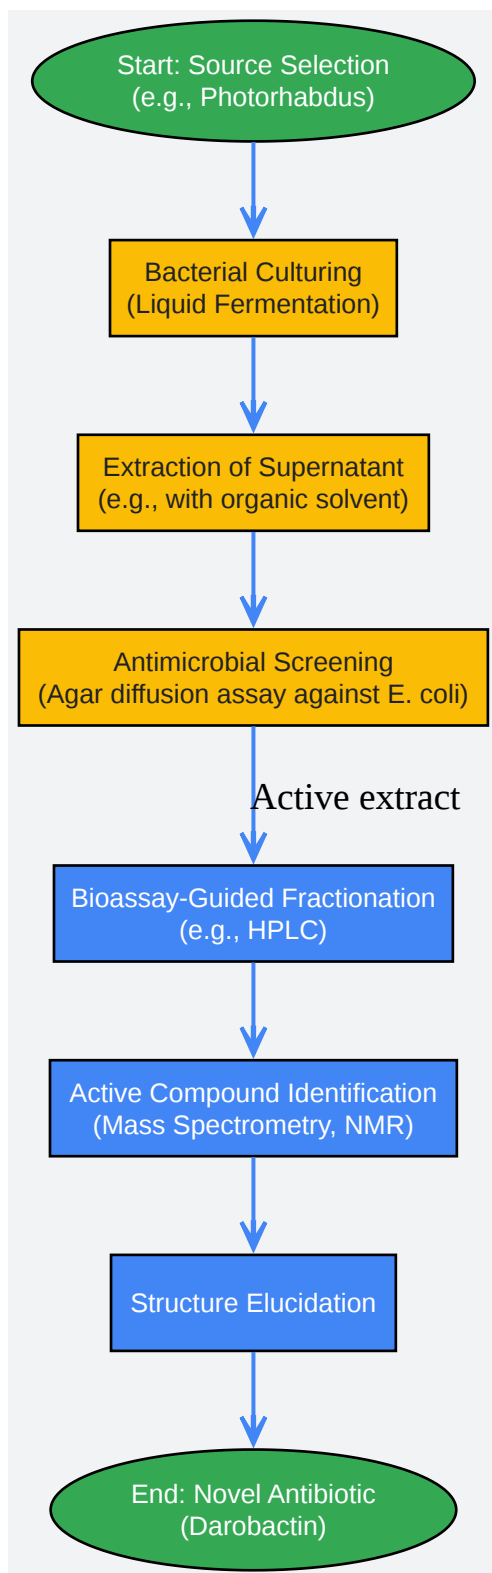 Start: Source Selection
(e.g., Photorhabdus)
Bacterial Culturing
(Liquid Fermentation)
Extraction of Supernatant
(e.g., with organic solvent)
Antimicrobial Screening
(Agar diffusion assay against E. coli)
Active extract
Bioassay-Guided Fractionation
(e.g., HPLC)
Active Compound Identification
(Mass Spectrometry, NMR)
Structure Elucidation
End: Novel Antibiotic
(Darobactin)